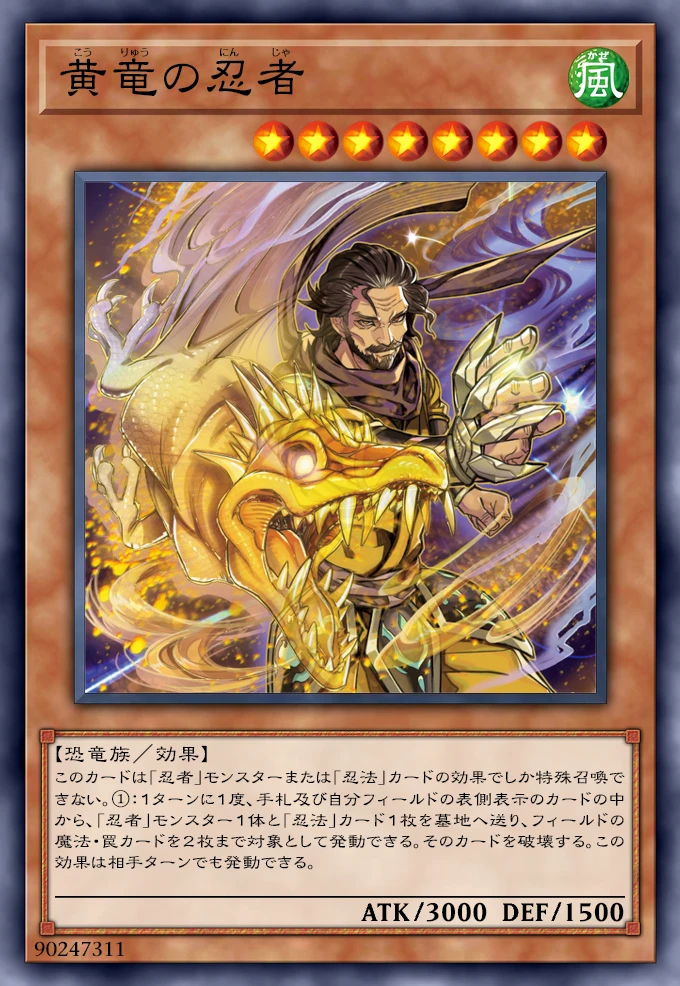 こう りゅう にん じゃ
黄竜の忍者
かぜ
風
【恐竜族／効果】
このカードは「忍者」モンスターまたは「忍法」カードの効果でしか特殊召喚で
きない。①：1ターンに1度、手札及び自分フィールドの表側表示のカードの中
から、「忍者」モンスター1体と「忍法」カード1枚を墓地へ送り、フィールドの
魔法・罠カードを2枚まで対象として発動できる。そのカードを破壊する。この
効果は相手ターンでも発動できる。
ATK/3000 DEF/1500
90247311